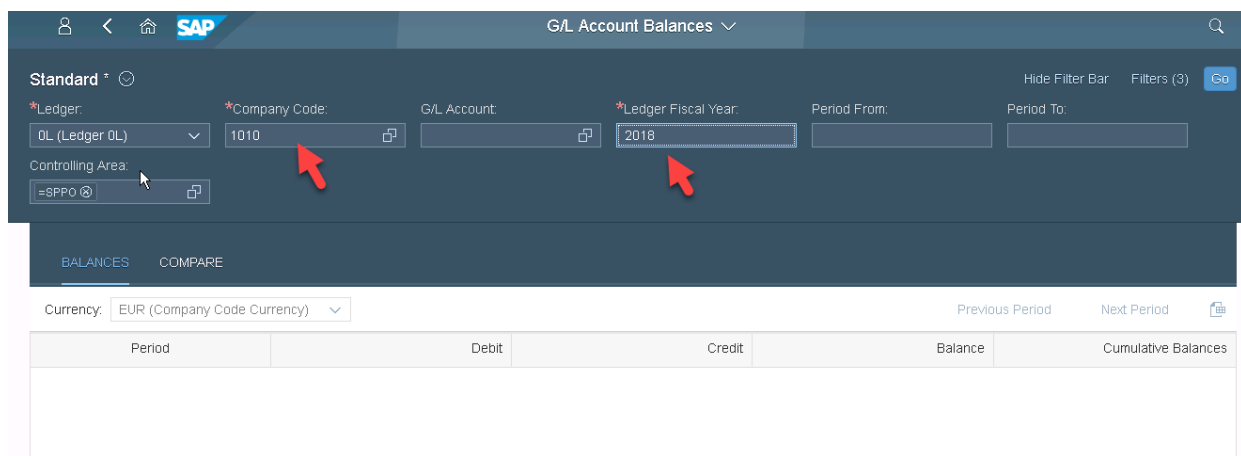 SAP G/L Account Balances
Standard * Hide Filter Bar Filters (3) Go
*Ledger: *Company Code: G/L Account: *Ledger Fiscal Year: Period From: Period To:
0L (Ledger 0L) 1010 2018
Controlling Area:
=SPPO
BALANCES COMPARE
Currency: EUR (Company Code Currency) Previous Period Next Period
Period Debit Credit Balance Cumulative Balances